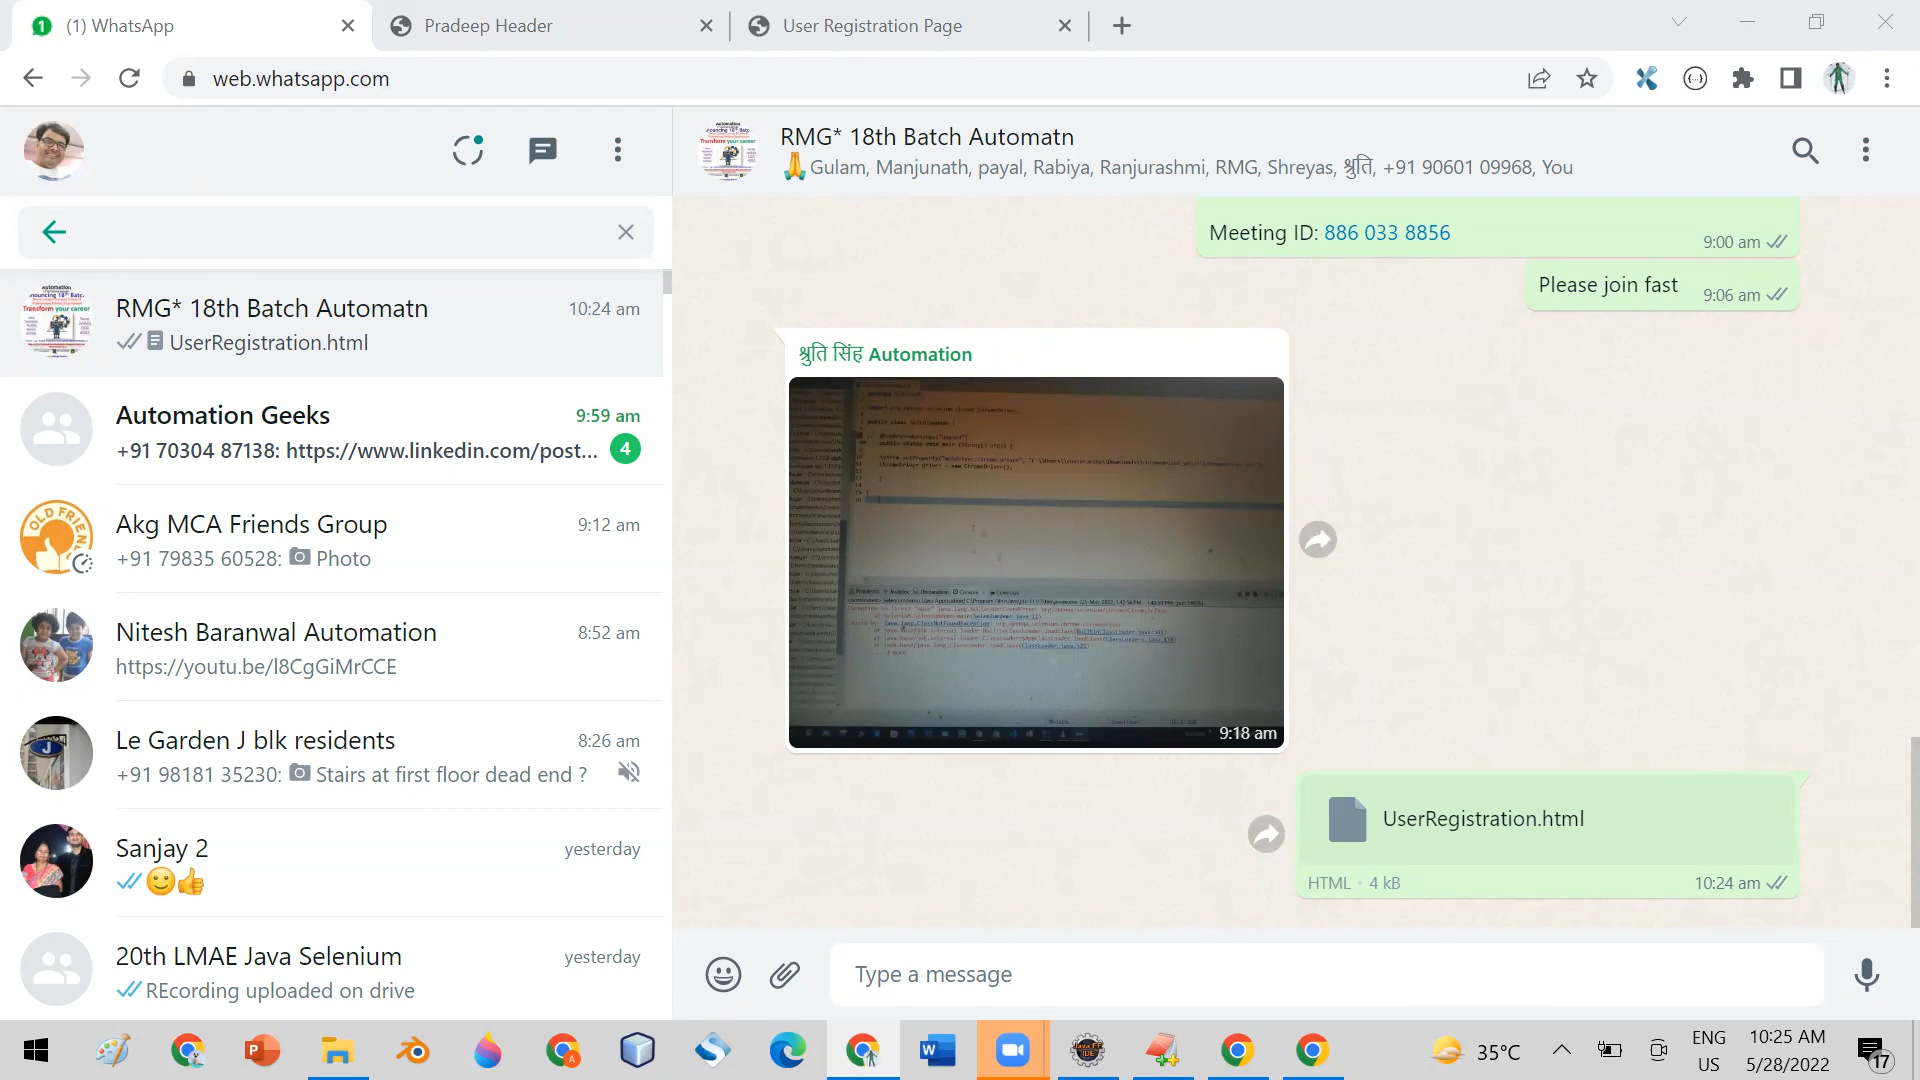 (1) WhatsApp
Pradeep Header
User Registration Page
web.whatsapp.com
RMG* 18th Batch Automatn
10:24 am
UserRegistration.html
Automation Geeks
9:59 am
+91 70304 87138: https://www.linkedin.com/post...
4
Akg MCA Friends Group
9:12 am
+91 79835 60528: Photo
Nitesh Baranwal Automation
8:52 am
https://youtu.be/l8CgGiMrCCE
Le Garden J blk residents
8:26 am
+91 98181 35230: Stairs at first floor dead end ?
Sanjay 2
yesterday
20th LMAE Java Selenium
yesterday
REcording uploaded on drive
RMG* 18th Batch Automatn
Gulam, Manjunath, payal, Rabiya, Ranjurashmi, RMG, Shreyas, श्रुति, +91 90601 09968, You
Meeting ID: 886 033 8856
9:00 am
Please join fast
9:06 am
श्रुति सिंह Automation
9:18 am
UserRegistration.html
HTML • 4 kB
10:24 am
Type a message
35°C
ENG
US
10:25 AM
5/28/2022
17